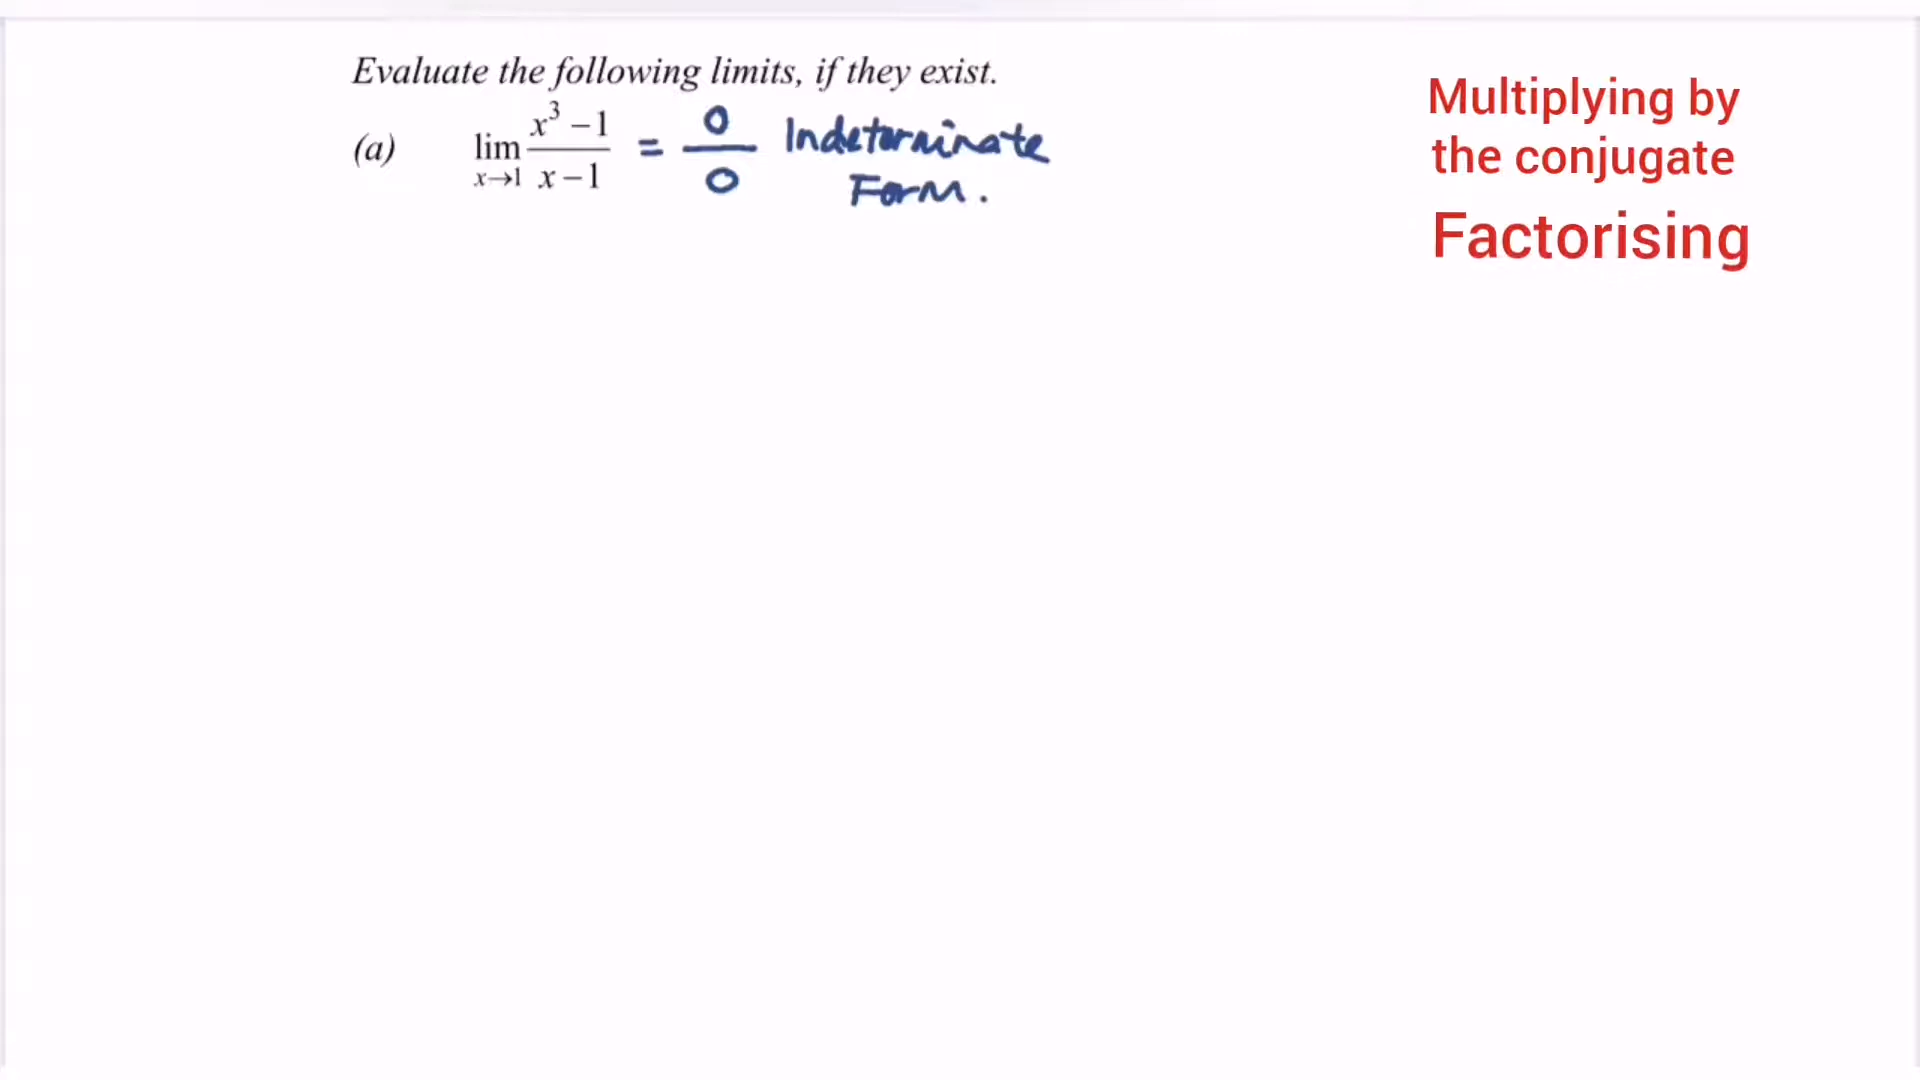 Evaluate the following limits, if they exist.
(a) lim x→1 x³ – 1 / x – 1 = 0 / 0 Indeterminate
Form.
Multiplying by
the conjugate
Factorising